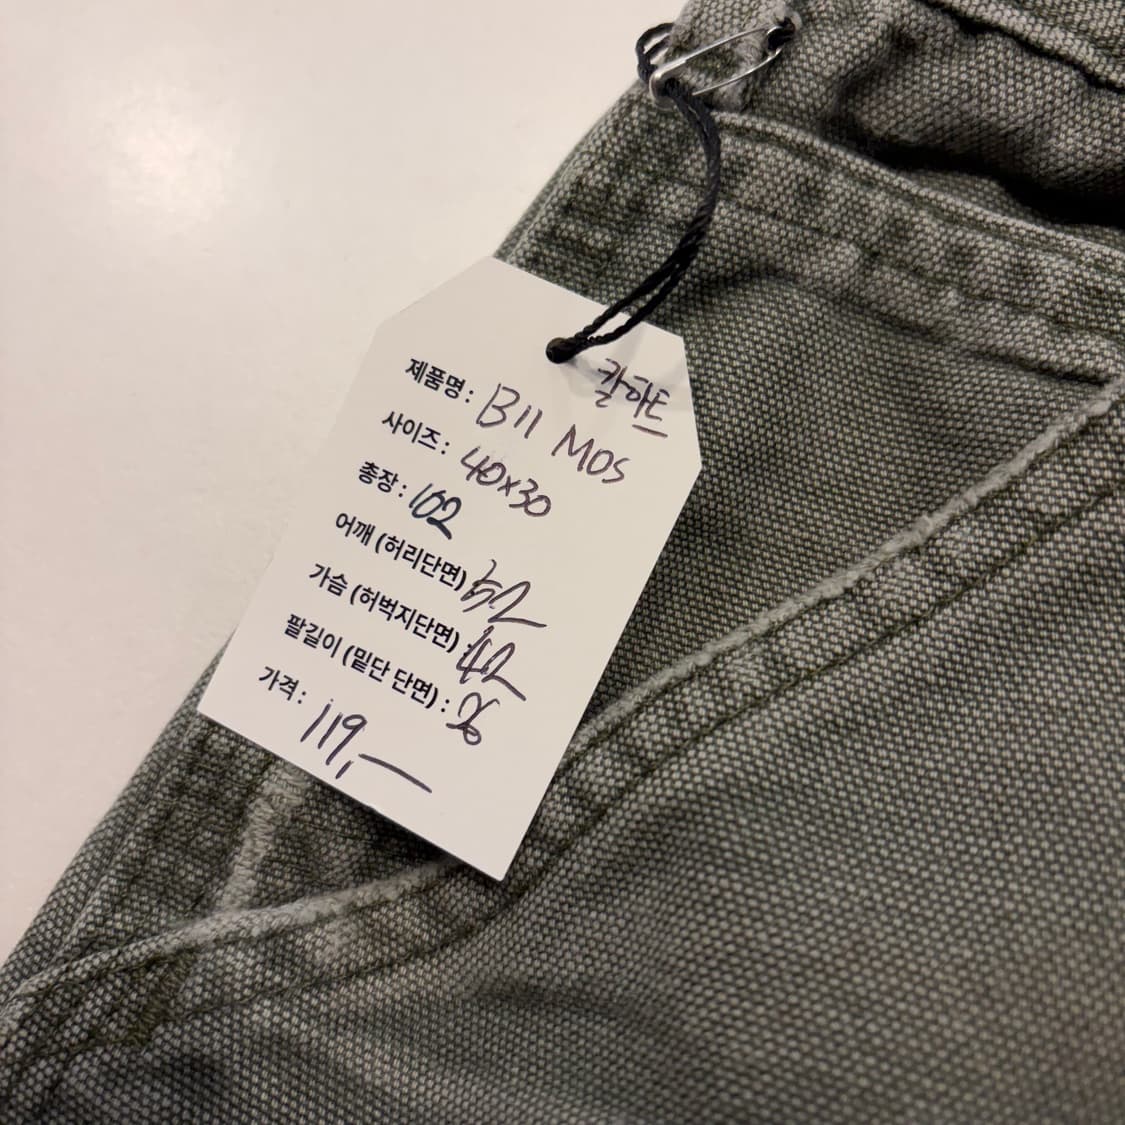 칼하트
제품명: B11 MOS
사이즈: 40x30
총장: 102
어깨 (허리단면) 52
가슴 (허벅지단면) : 42
팔길이 (밑단 단면) : 26
가격: 119,—